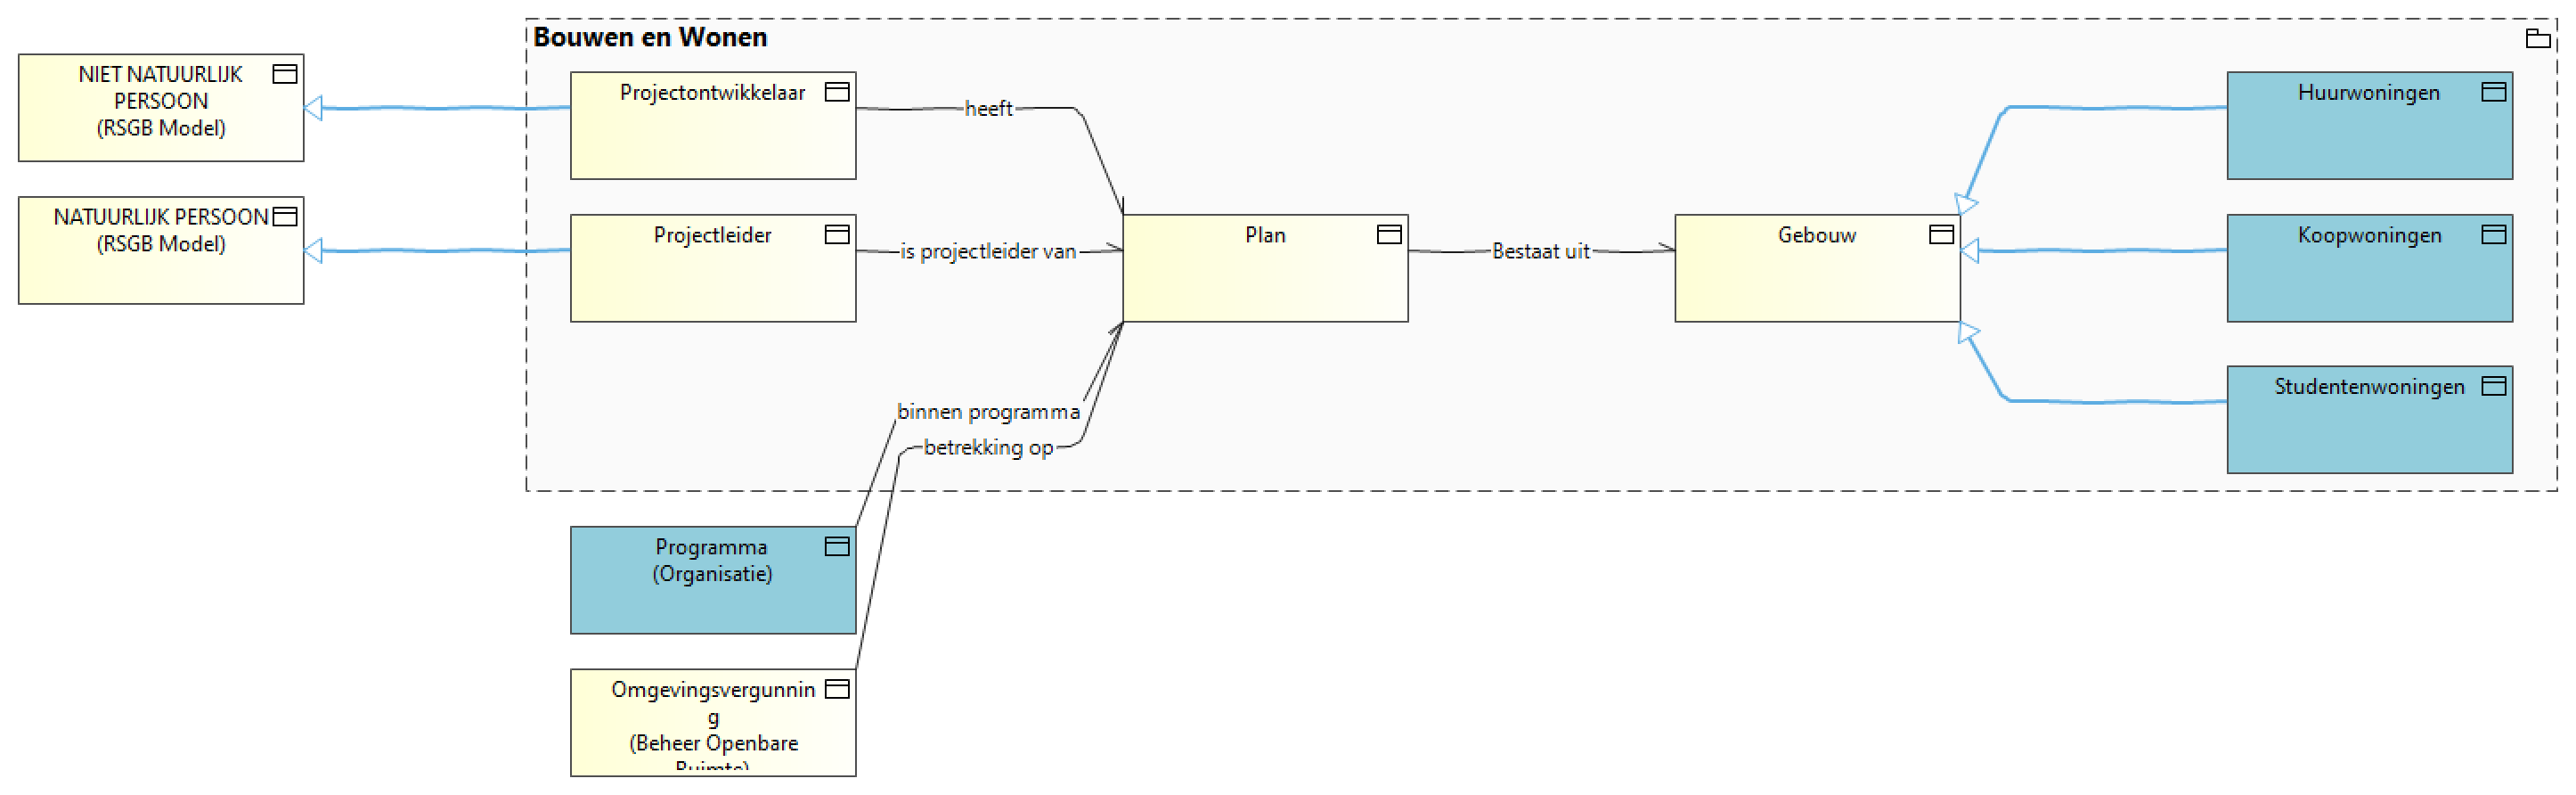 Bouwen en Wonen
NIET NATUURLIJK
PERSOON
(RSGB Model)
Projectontwikkelaar
heeft
Huurwoningen
NATUURLIJK PERSOON
(RSGB Model)
Projectleider
is projectleider van
Plan
Bestaat uit
Gebouw
Koopwoningen
Studentenwoningen
binnen programma
betrekking op
Programma
(Organisatie)
Omgevingsvergunnin
g
(Beheer Openbare
Ruimte)